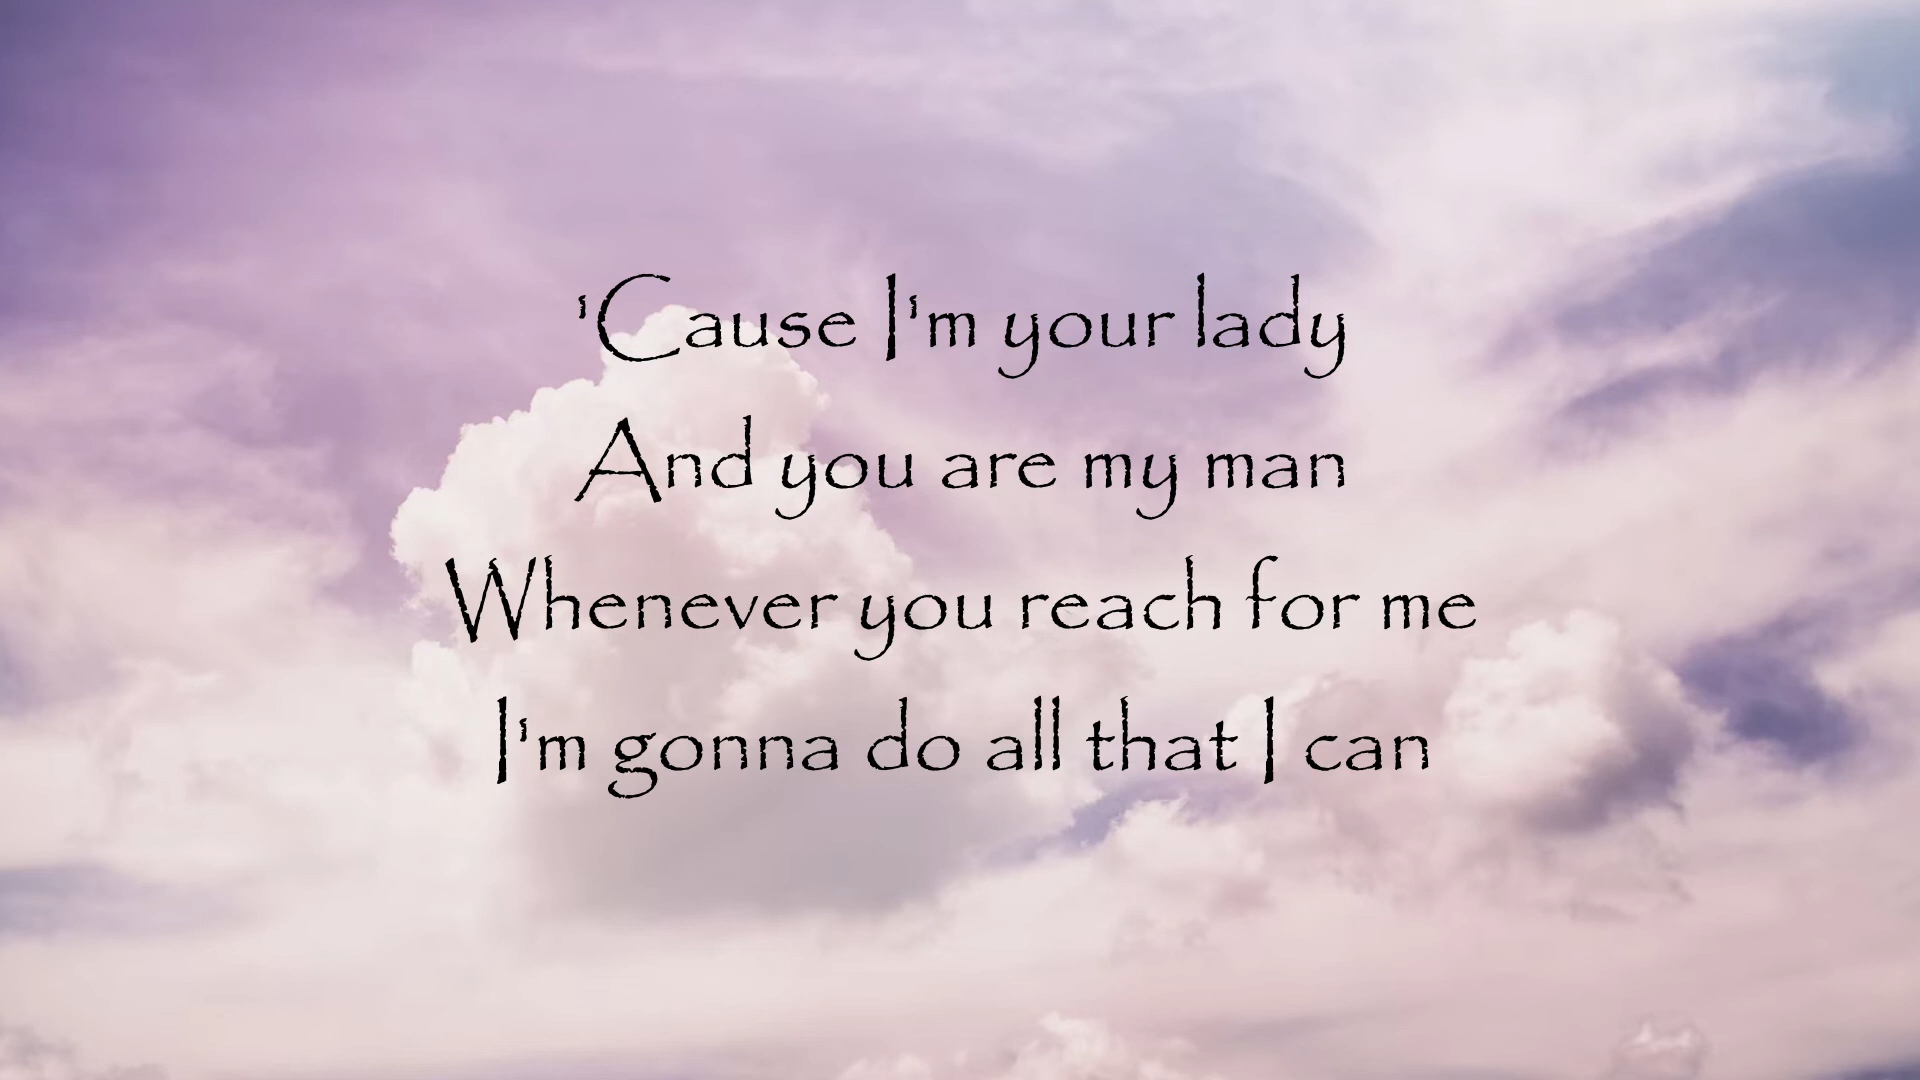 'Cause I'm your lady
And you are my man
Whenever you reach for me
I'm gonna do all that I can